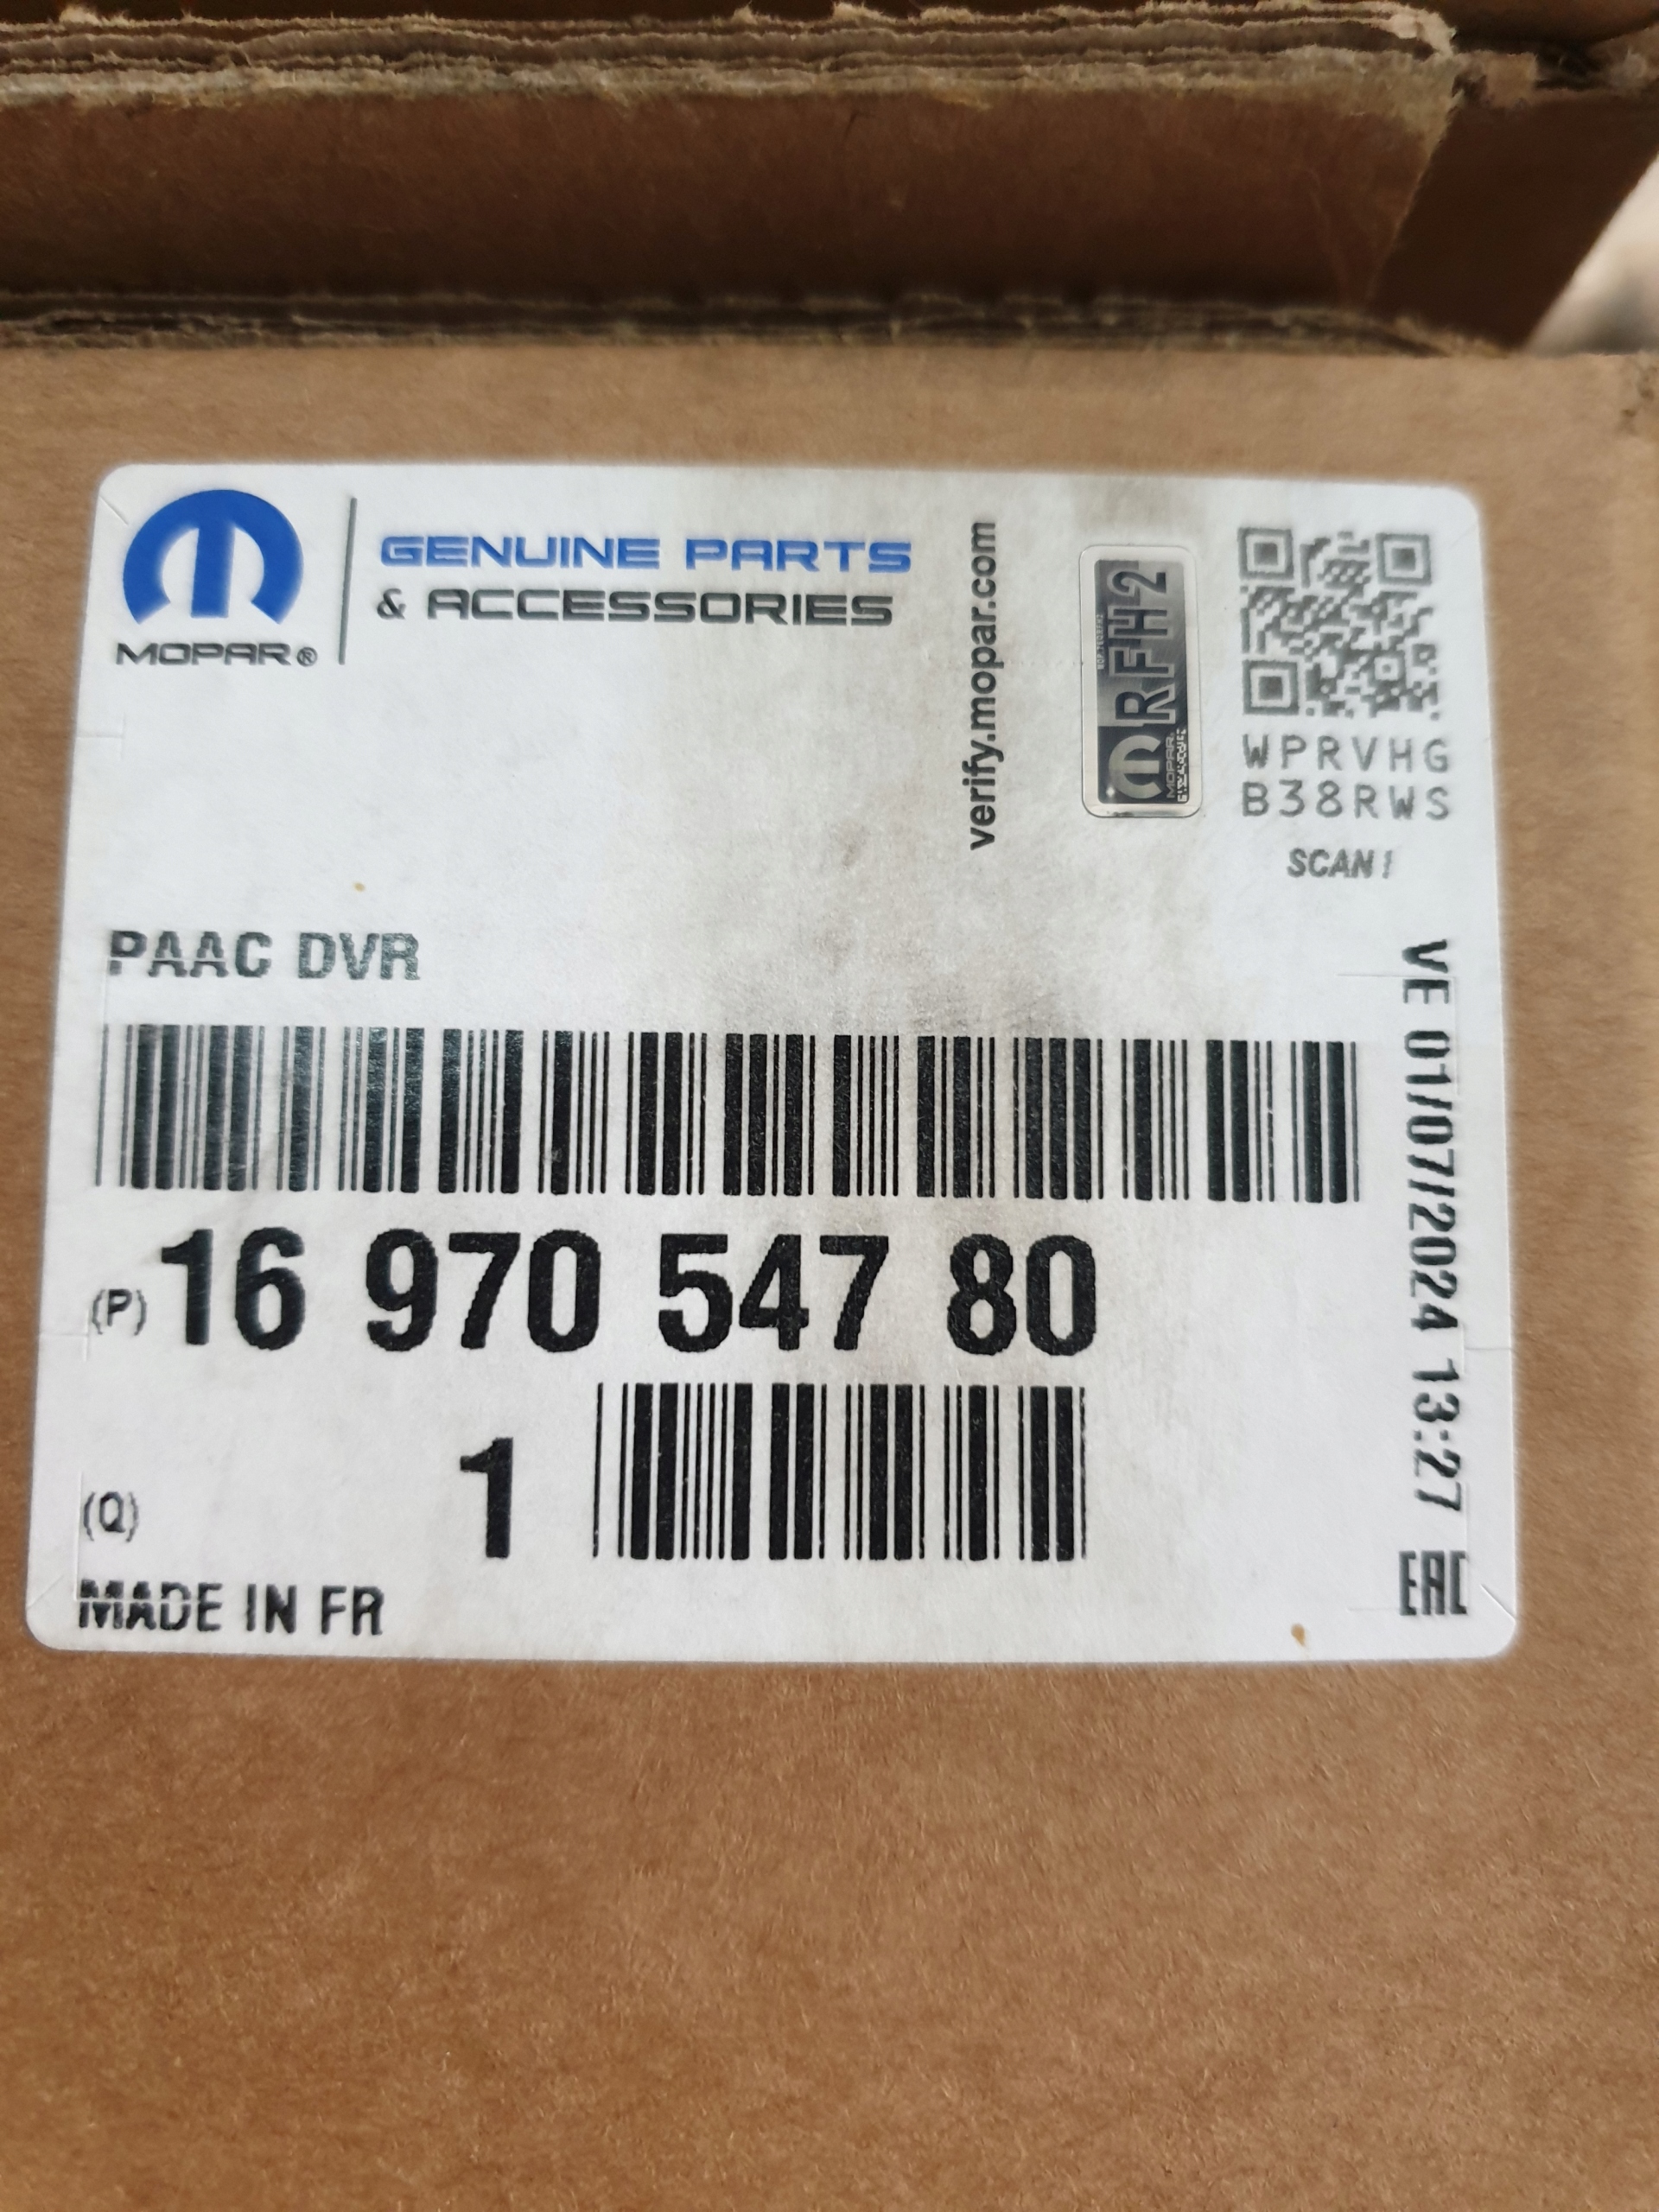 MOPAR®
GENUINE PARTS
& ACCESSORIES
verify.mopar.com
RFH2
MOPAR
WPRVHG
B38RWS
SCAN!
PAAC DVR
(P) 16 970 547 80
(Q) 1
MADE IN FR
VE 01/07/2024 13:27
EAC